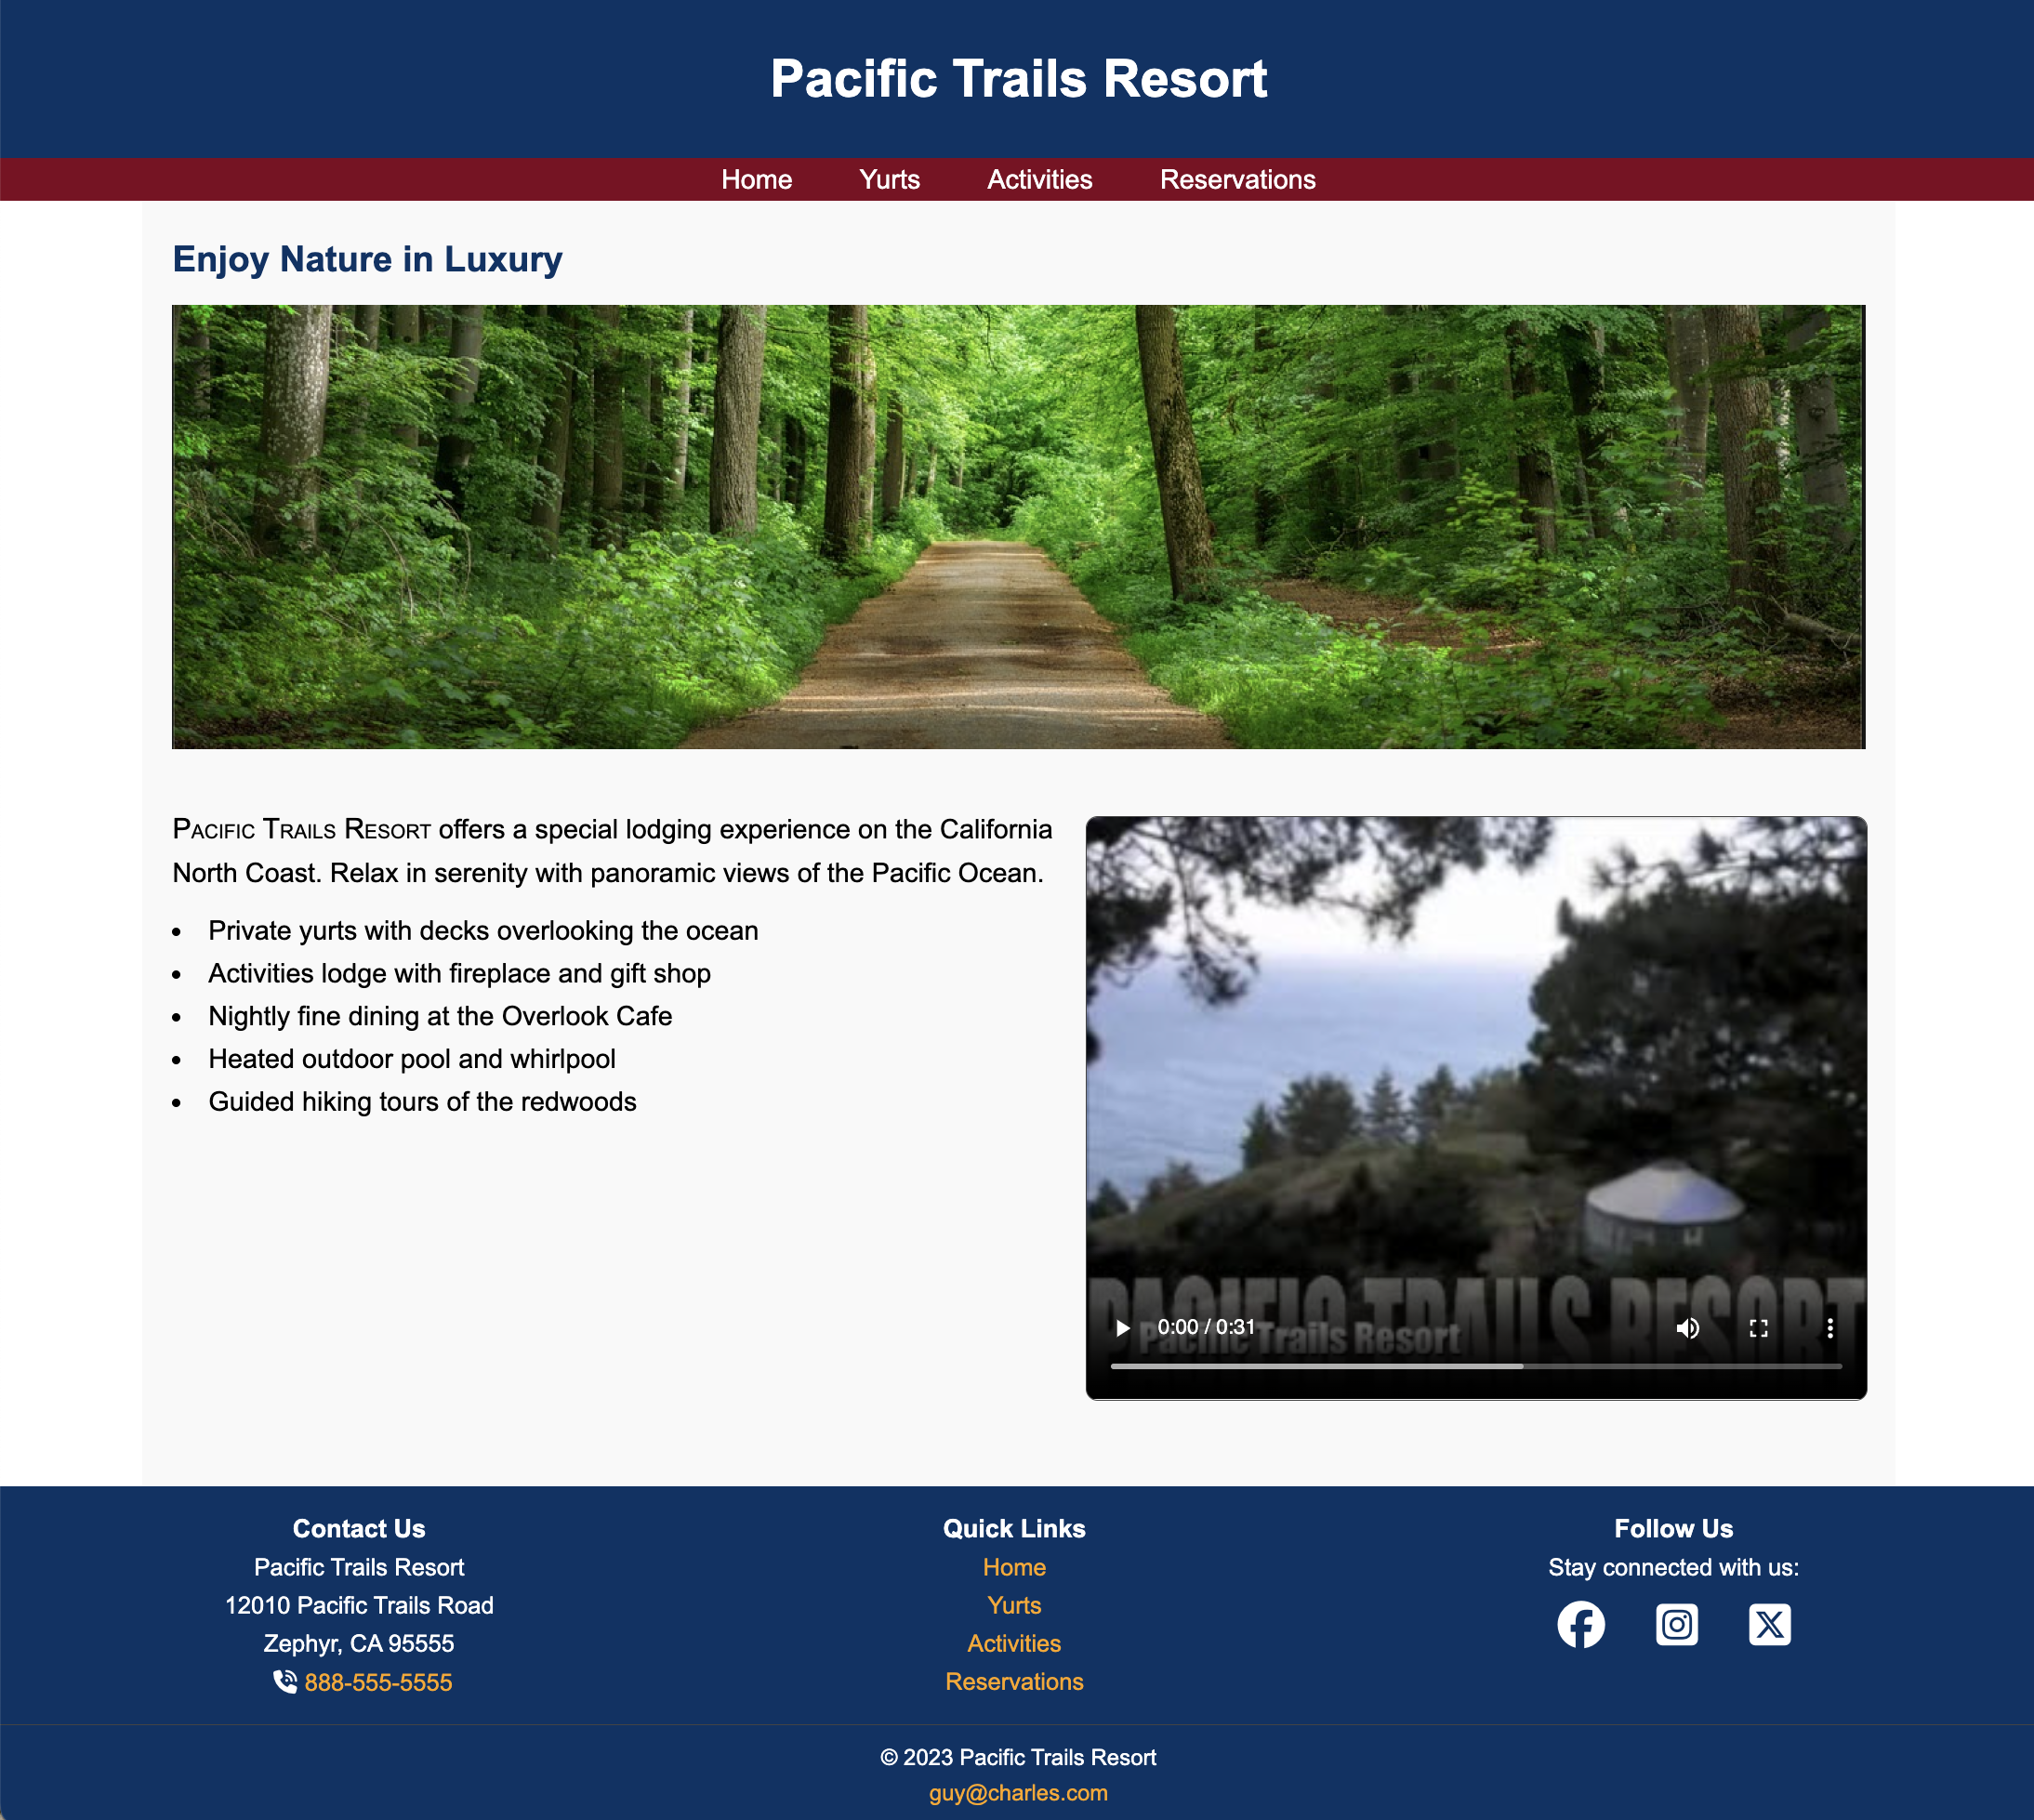 Pacific Trails Resort
Home Yurts Activities Reservations
Enjoy Nature in Luxury
Pacific Trails Resort offers a special lodging experience on the California
North Coast. Relax in serenity with panoramic views of the Pacific Ocean.
• Private yurts with decks overlooking the ocean
• Activities lodge with fireplace and gift shop
• Nightly fine dining at the Overlook Cafe
• Heated outdoor pool and whirlpool
• Guided hiking tours of the redwoods
PACIFIC TRAILS RESORT
Pacific Trails Resort
0:00 / 0:31
Contact Us
Pacific Trails Resort
12010 Pacific Trails Road
Zephyr, CA 95555
888-555-5555
Quick Links
Home
Yurts
Activities
Reservations
Follow Us
Stay connected with us:
© 2023 Pacific Trails Resort
guy@charles.com